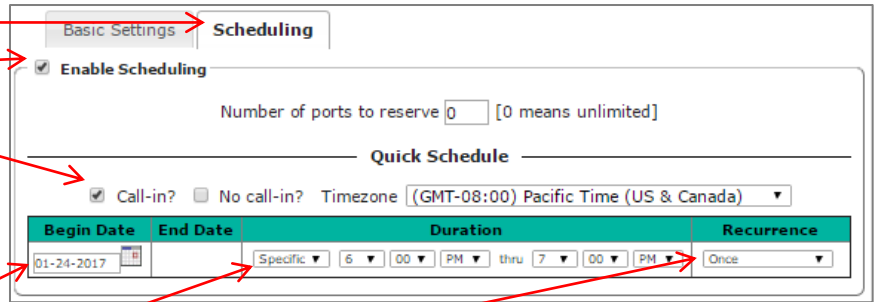 Basic Settings Scheduling
Enable Scheduling
Number of ports to reserve 0 [0 means unlimited]
Quick Schedule
Call-in? No call-in? Timezone (GMT-08:00) Pacific Time (US & Canada)
Begin Date End Date Duration Recurrence
01-24-2017 Specific 6 00 PM thru 7 00 PM Once